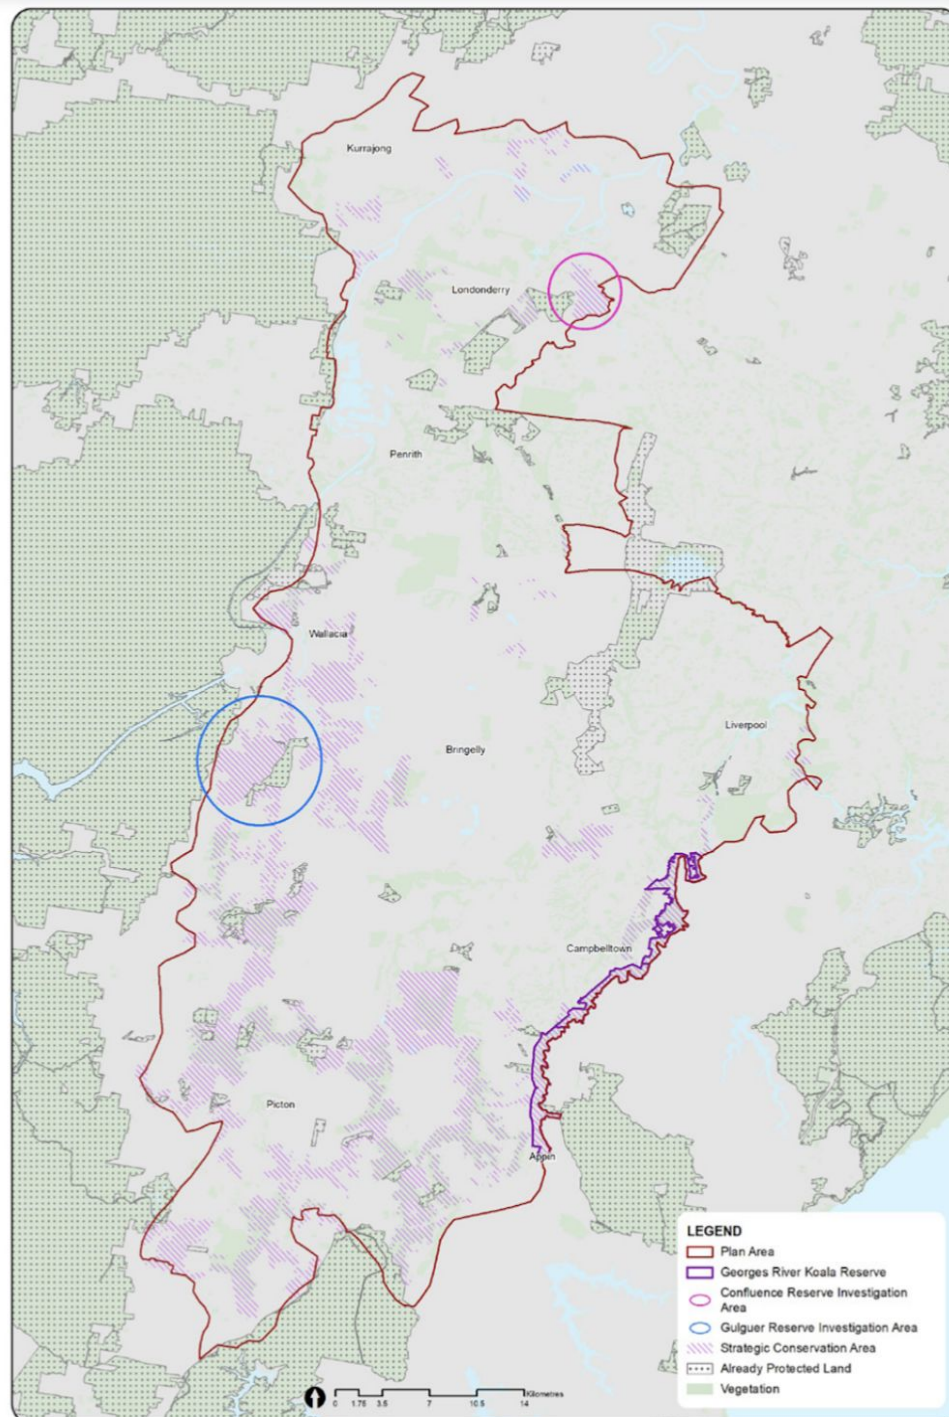 Kurrajong
Londonderry
Penrith
Wallacia
Bringelly
Liverpool
Campbelltown
Picton
Appin
LEGEND
Plan Area
Georges River Koala Reserve
Confluence Reserve Investigation
Area
Gulguer Reserve Investigation Area
Strategic Conservation Area
Already Protected Land
Vegetation
Kilometres
0 1.75 3.5 7 10.5 14